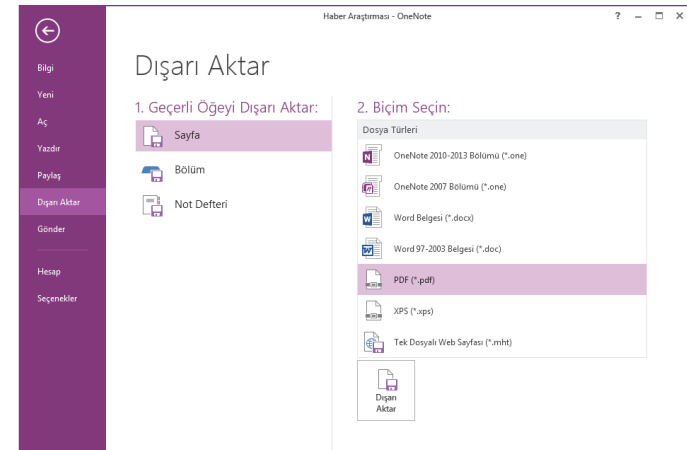 Haber Araştırması - OneNote
?
Bilgi
Yeni
Aç
Yazdır
Paylaş
Dışarı Aktar
Gönder
Hesap
Seçenekler
Dışarı Aktar
1. Geçerli Öğeyi Dışarı Aktar:
Sayfa
Bölüm
Not Defteri
2. Biçim Seçin:
Dosya Türleri
OneNote 2010-2013 Bölümü (*.one)
OneNote 2007 Bölümü (*.one)
Word Belgesi (*.docx)
Word 97-2003 Belgesi (*.doc)
PDF (*.pdf)
XPS (*.xps)
Tek Dosyalı Web Sayfası (*.mht)
Dışarı
Aktar